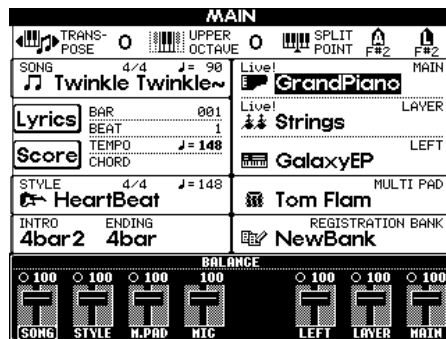 MAIN
TRANS-POSE 0 UPPER OCTAVE 0 SPLIT POINT A F#2 L F#2
SONG 4/4 ♩= 90
Twinkle Twinkle~
Live! MAIN
GrandPiano
Lyrics BAR 001
BEAT 1
Live! LAYER
Strings
Score TEMPO ♩=148
CHORD
LEFT
GalaxyEP
STYLE 4/4 ♩=148
HeartBeat
MULTI PAD
Tom Flam
INTRO ENDING
4bar2 4bar
REGISTRATION BANK
NewBank
BALANCE
100 100 100 100 100 100 100
SONG STYLE M.PAD MIC LEFT LAYER MAIN